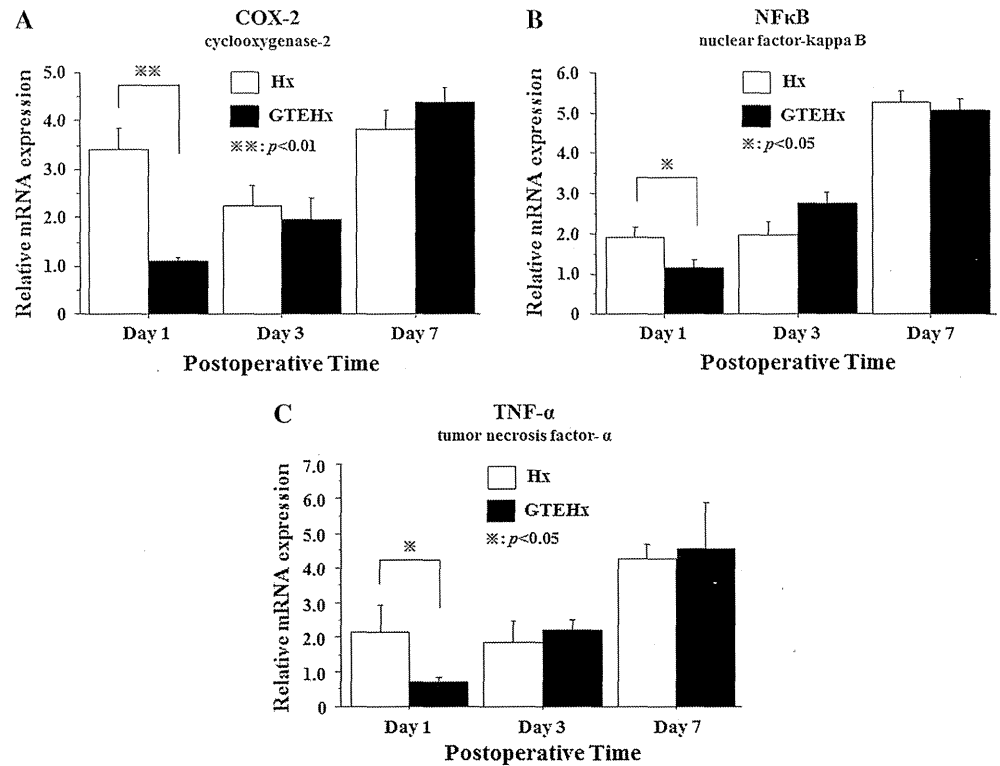 A
COX-2
cyclooxygenase-2
Relative mRNA expression
5.0
4.0
3.0
2.0
1.0
0
※※
Hx
GTEHx
※※: p<0.01
Day 1
Day 3
Day 7
Postoperative Time
B
NFκB
nuclear factor-kappa B
Relative mRNA expression
6.0
5.0
4.0
3.0
2.0
1.0
0
※
Hx
GTEHx
※: p<0.05
Day 1
Day 3
Day 7
Postoperative Time
C
TNF-α
tumor necrosis factor- α
Relative mRNA expression
7.0
6.0
5.0
4.0
3.0
2.0
1.0
0
※
Hx
GTEHx
※: p<0.05
Day 1
Day 3
Day 7
Postoperative Time